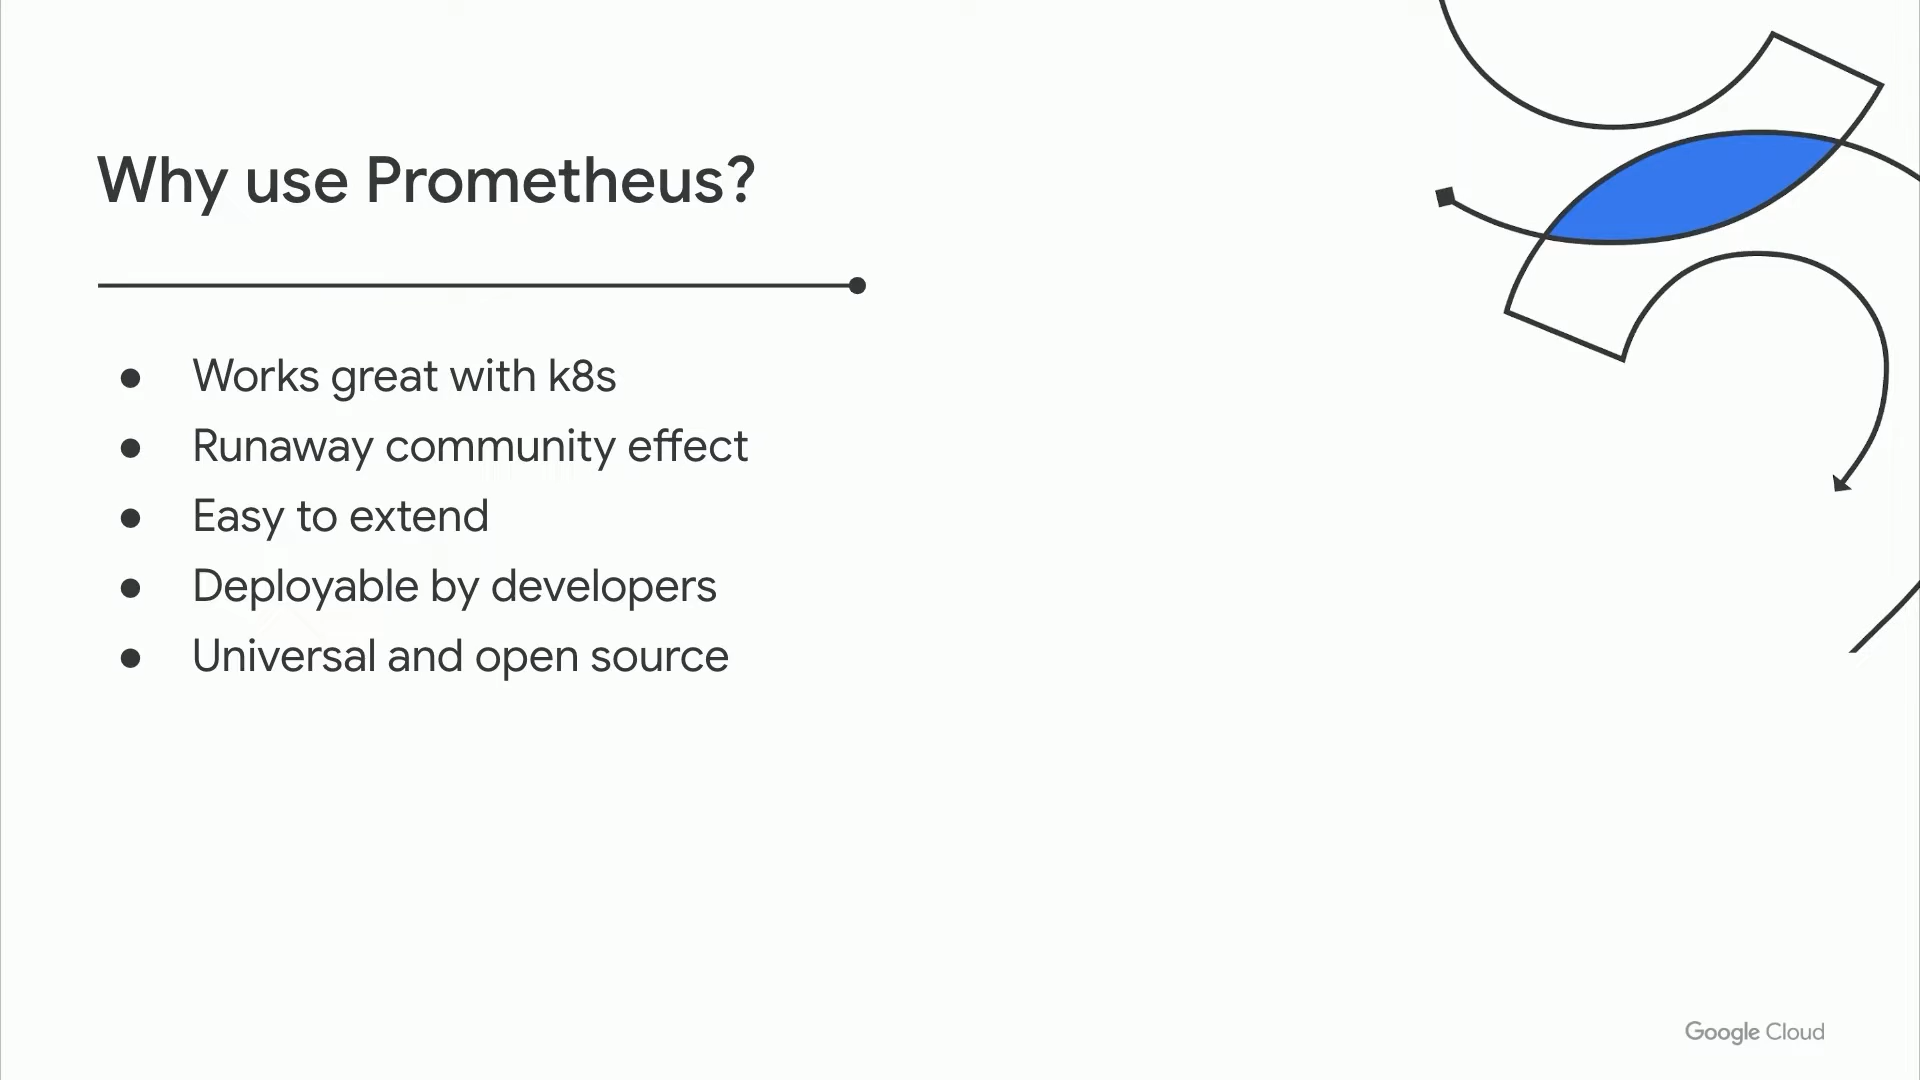 Why use Prometheus?
● Works great with k8s
● Runaway community effect
● Easy to extend
● Deployable by developers
● Universal and open source
Google Cloud